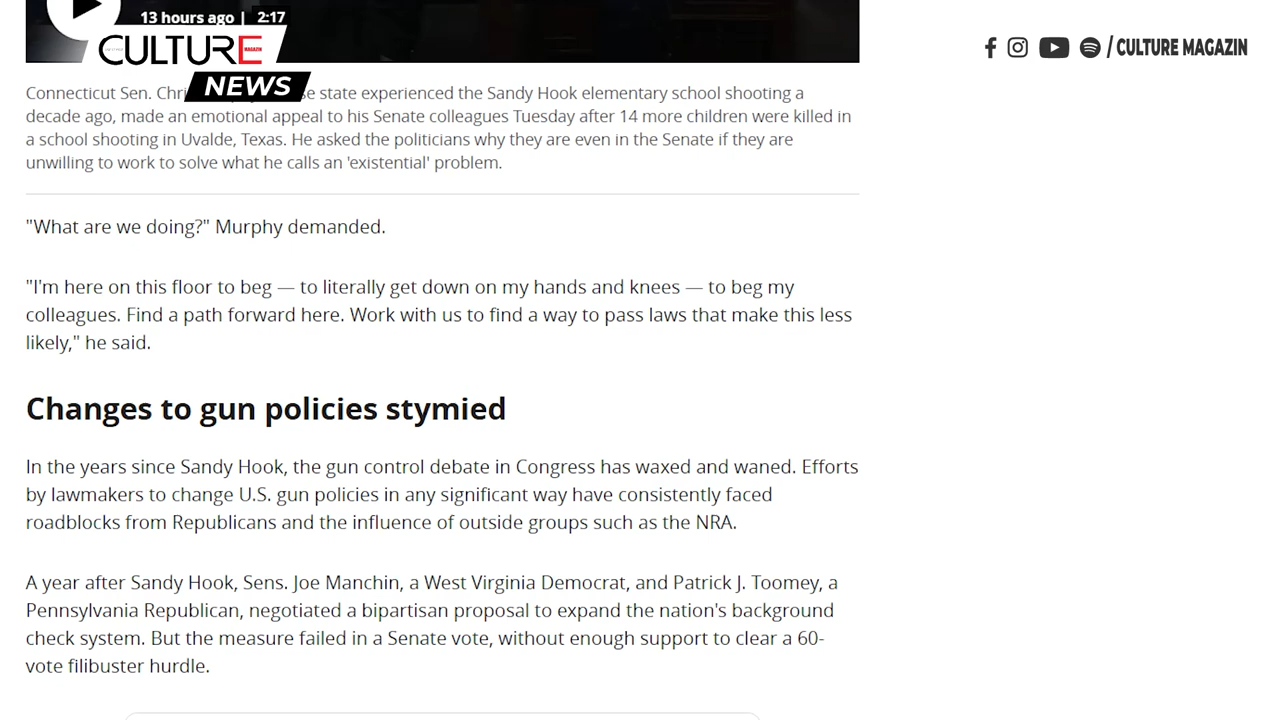 13 hours ago | 2:17
CULTURE
MAGAZIN
NEWS
/ CULTURE MAGAZIN
Connecticut Sen. Chri se state experienced the Sandy Hook elementary school shooting a
decade ago, made an emotional appeal to his Senate colleagues Tuesday after 14 more children were killed in
a school shooting in Uvalde, Texas. He asked the politicians why they are even in the Senate if they are
unwilling to work to solve what he calls an 'existential' problem.
"What are we doing?" Murphy demanded.
"I'm here on this floor to beg — to literally get down on my hands and knees — to beg my
colleagues. Find a path forward here. Work with us to find a way to pass laws that make this less
likely," he said.
Changes to gun policies stymied
In the years since Sandy Hook, the gun control debate in Congress has waxed and waned. Efforts
by lawmakers to change U.S. gun policies in any significant way have consistently faced
roadblocks from Republicans and the influence of outside groups such as the NRA.
A year after Sandy Hook, Sens. Joe Manchin, a West Virginia Democrat, and Patrick J. Toomey, a
Pennsylvania Republican, negotiated a bipartisan proposal to expand the nation's background
check system. But the measure failed in a Senate vote, without enough support to clear a 60-
vote filibuster hurdle.